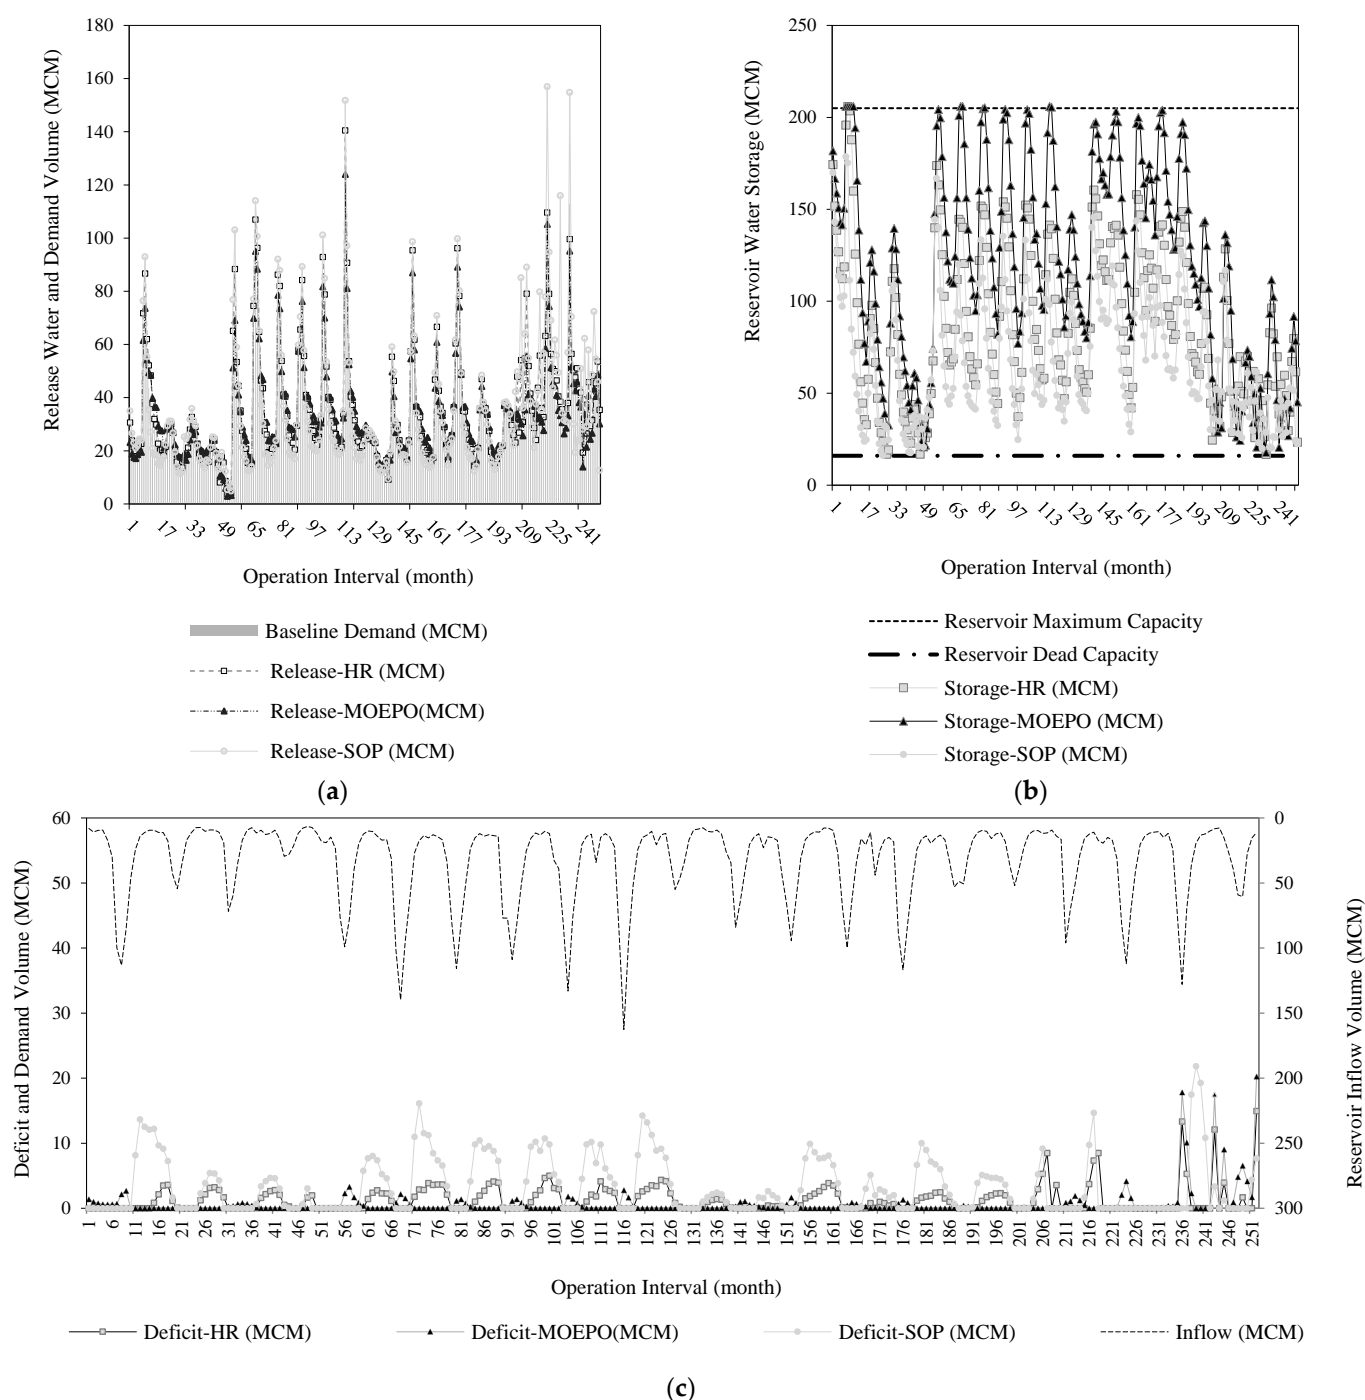 Release Water and Demand Volume (MCM)
180
160
140
120
100
80
60
40
20
0
1 17 33 49 65 81 97 113 129 145 161 177 193 209 225 241
Operation Interval (month)
Baseline Demand (MCM)
Release-HR (MCM)
Release-MOEPO(MCM)
Release-SOP (MCM)
(a)
Reservoir Water Storage (MCM)
250
200
150
100
50
0
1 17 33 49 65 81 97 113 129 145 161 177 193 209 225 241
Operation Interval (month)
Reservoir Maximum Capacity
Reservoir Dead Capacity
Storage-HR (MCM)
Storage-MOEPO (MCM)
Storage-SOP (MCM)
(b)
Deficit and Demand Volume (MCM)
60
50
40
30
20
10
0
Reservoir Inflow Volume (MCM)
0
50
100
150
200
250
300
1 6 11 16 21 26 31 36 41 46 51 56 61 66 71 76 81 86 91 96 101 106 111 116 121 126 131 136 141 146 151 156 161 166 171 176 181 186 191 196 201 206 211 216 221 226 231 236 241 246 251
Operation Interval (month)
Deficit-HR (MCM) Deficit-MOEPO(MCM) Deficit-SOP (MCM) Inflow (MCM)
(c)